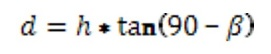 d = h * tan(90 − β)